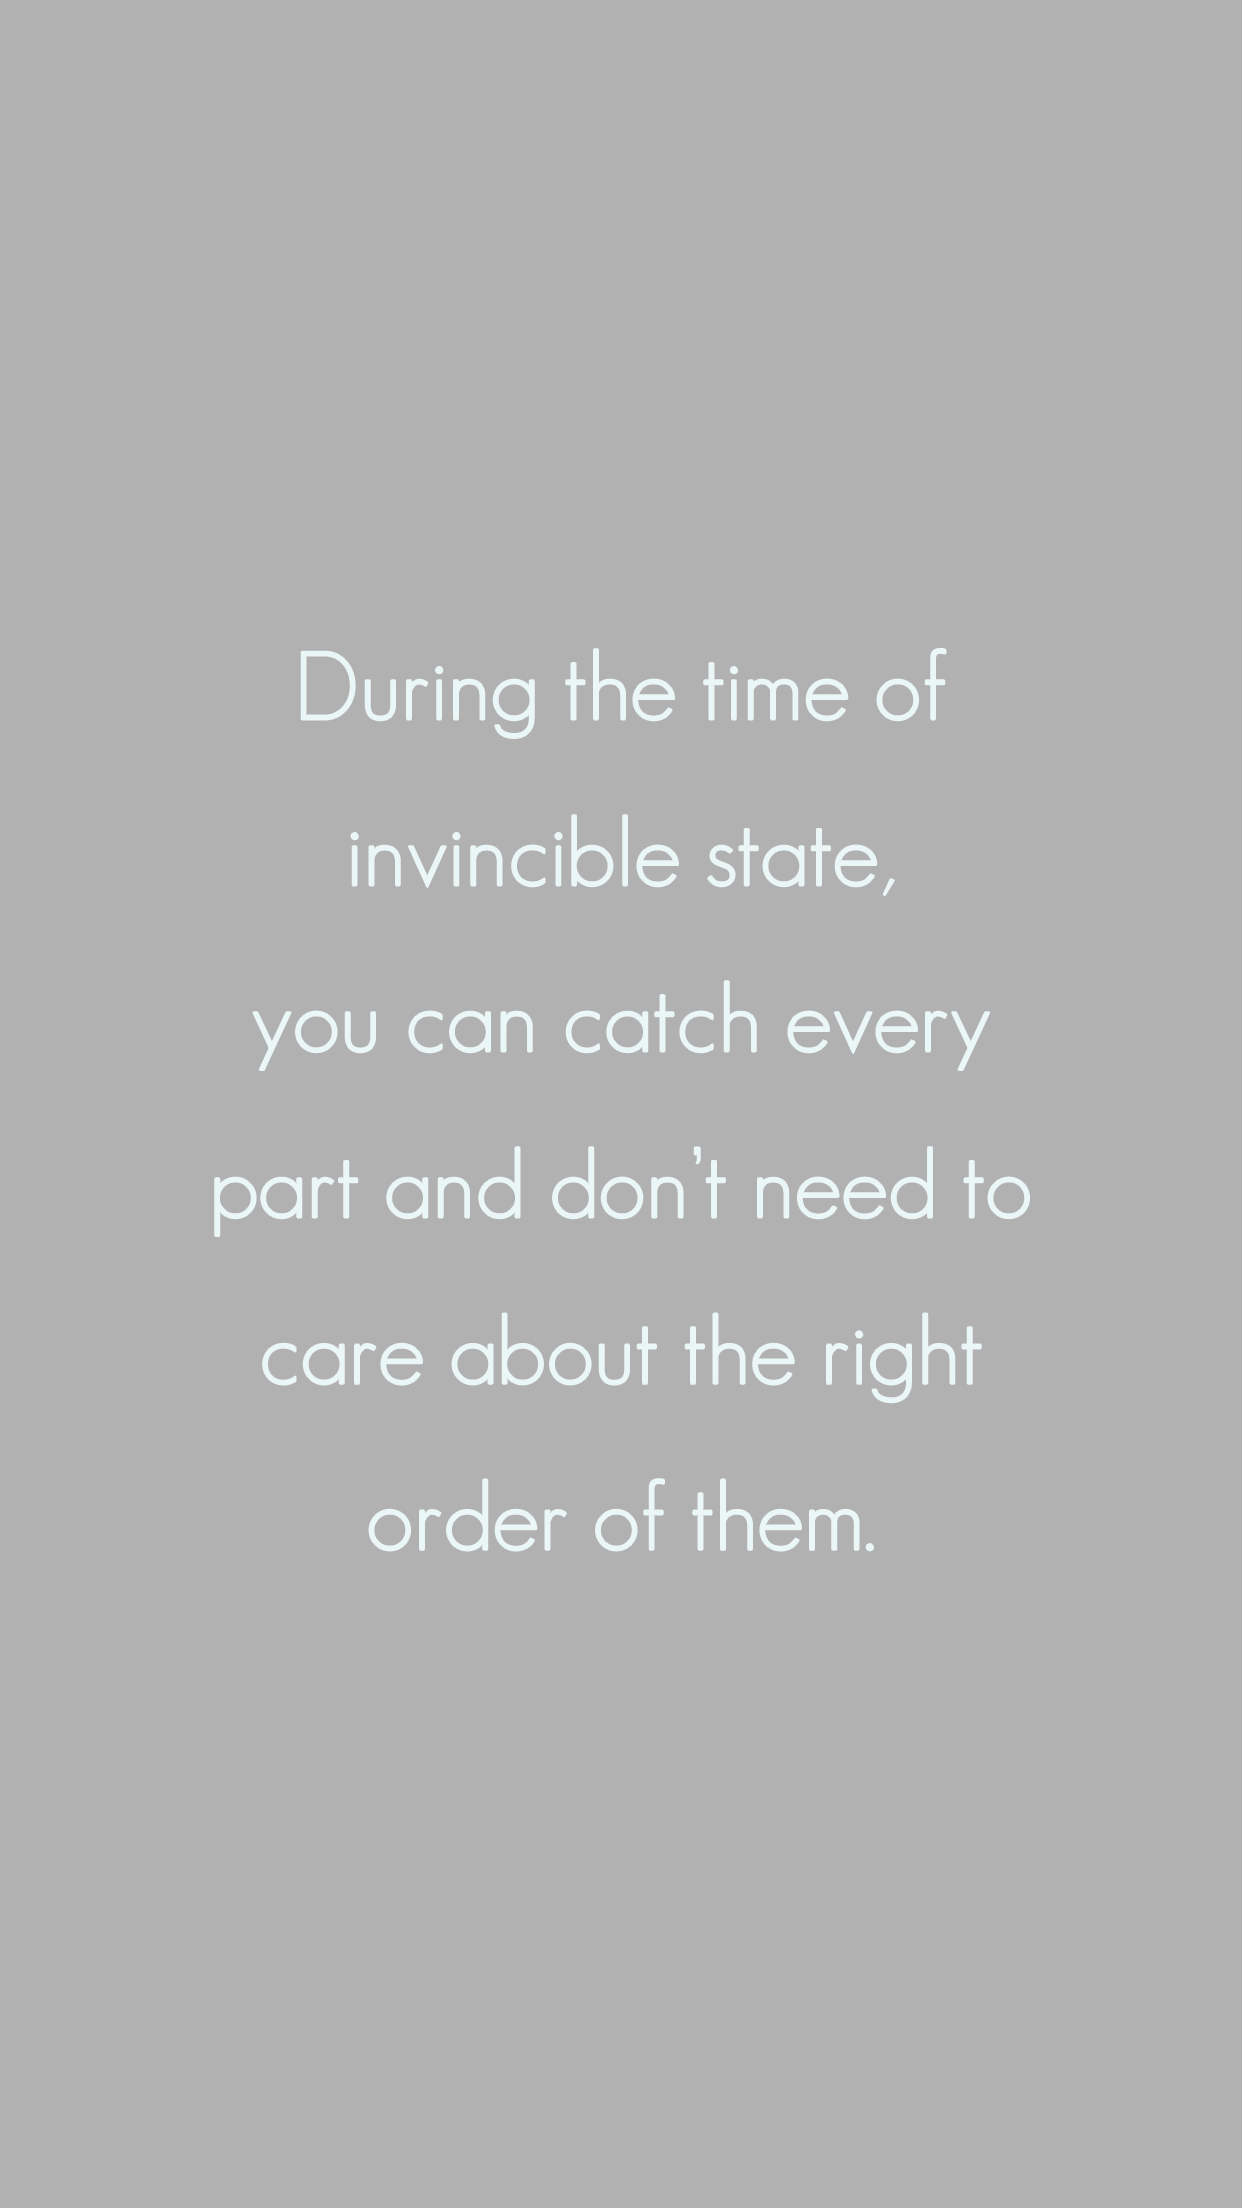 During the time of
invincible state,
you can catch every
part and don’t need to
care about the right
order of them.